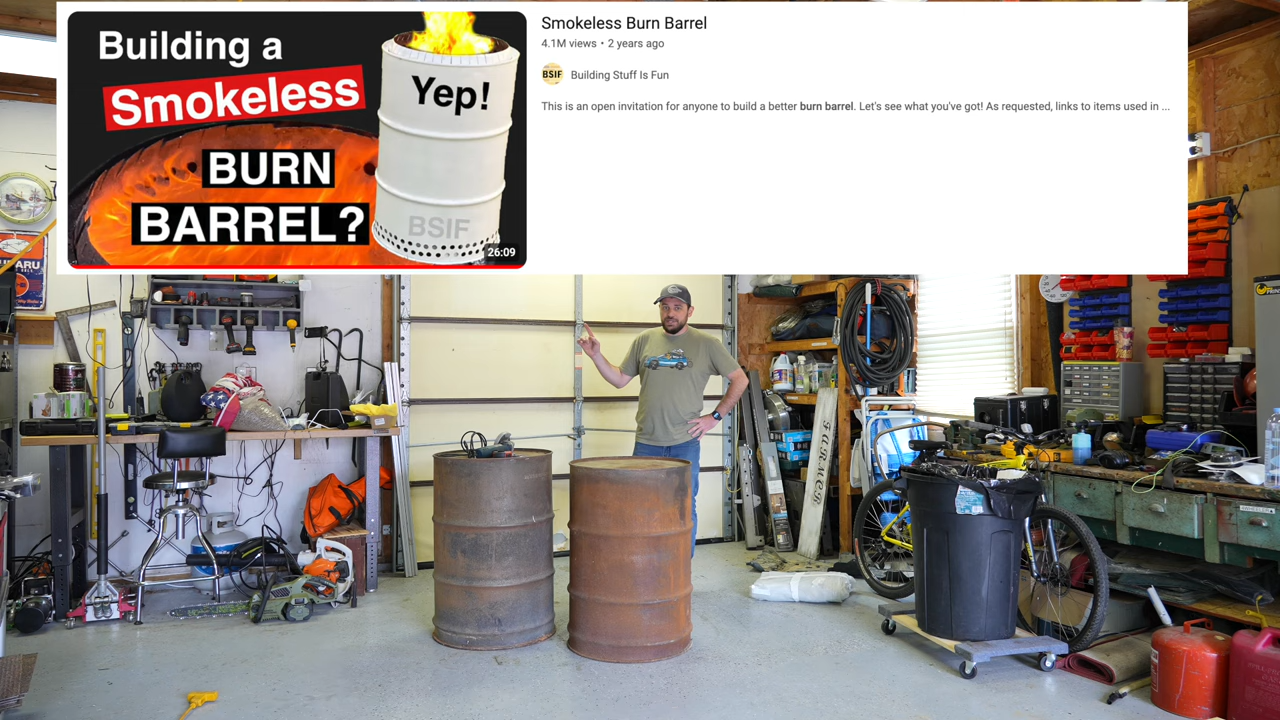 Building a
Smokeless
BURN
BARREL?
Yep!
BSIF
26:09
Smokeless Burn Barrel
4.1M views • 2 years ago
BSIF
Building Stuff Is Fun
This is an open invitation for anyone to build a better burn barrel. Let's see what you've got! As requested, links to items used in ...
SUBARU
FARMER